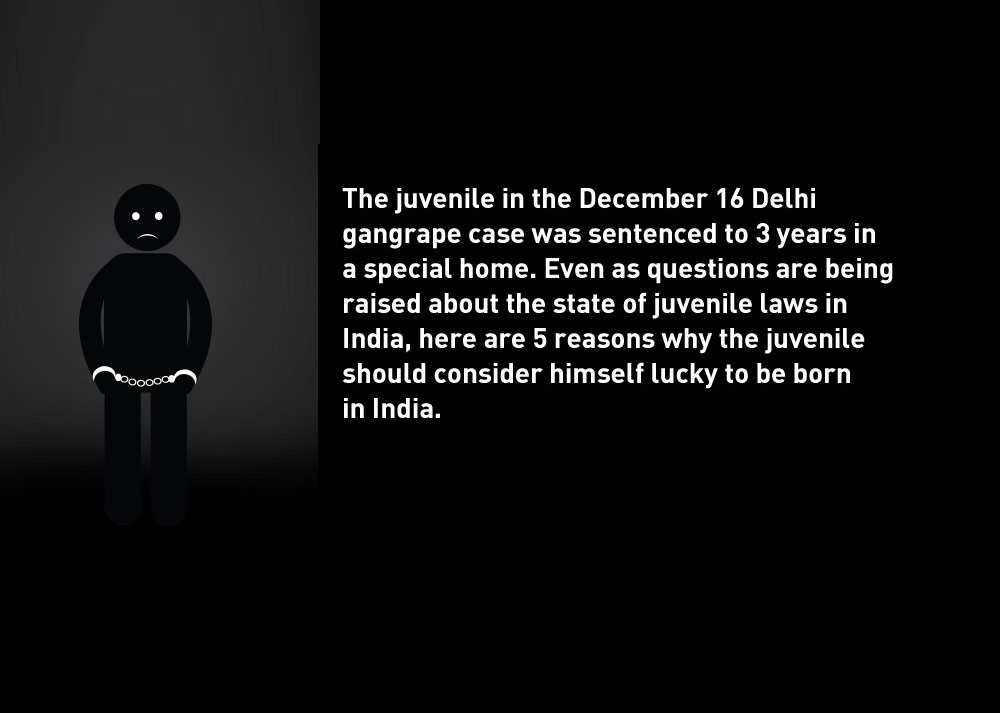 The juvenile in the December 16 Delhi
gangrape case was sentenced to 3 years in
a special home. Even as questions are being
raised about the state of juvenile laws in
India, here are 5 reasons why the juvenile
should consider himself lucky to be born
in India.